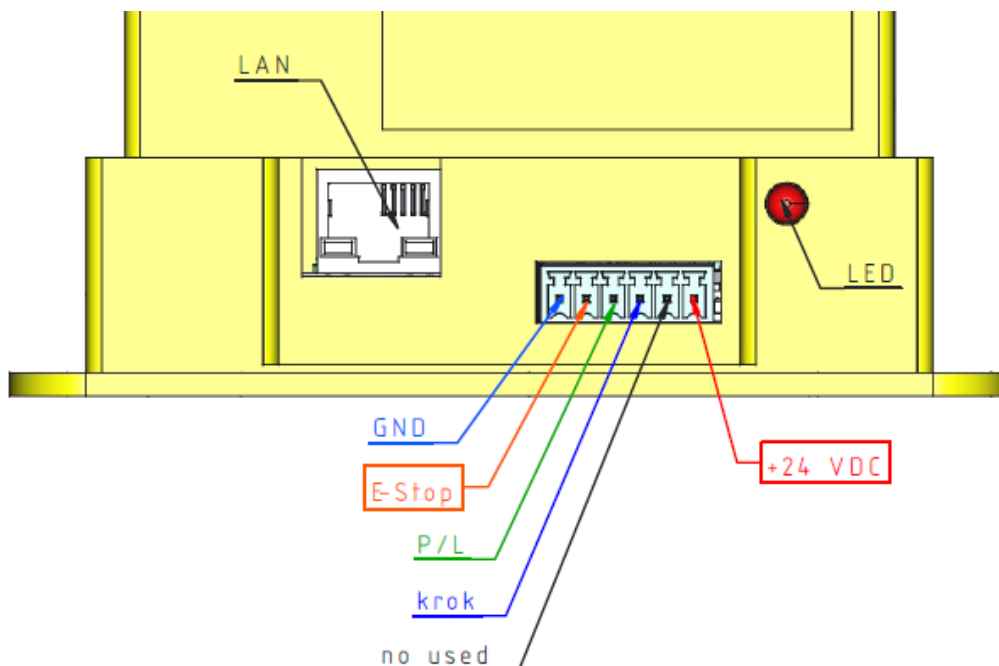 LAN
LED
GND
+24 VDC
E-Stop
P/L
krok
no used